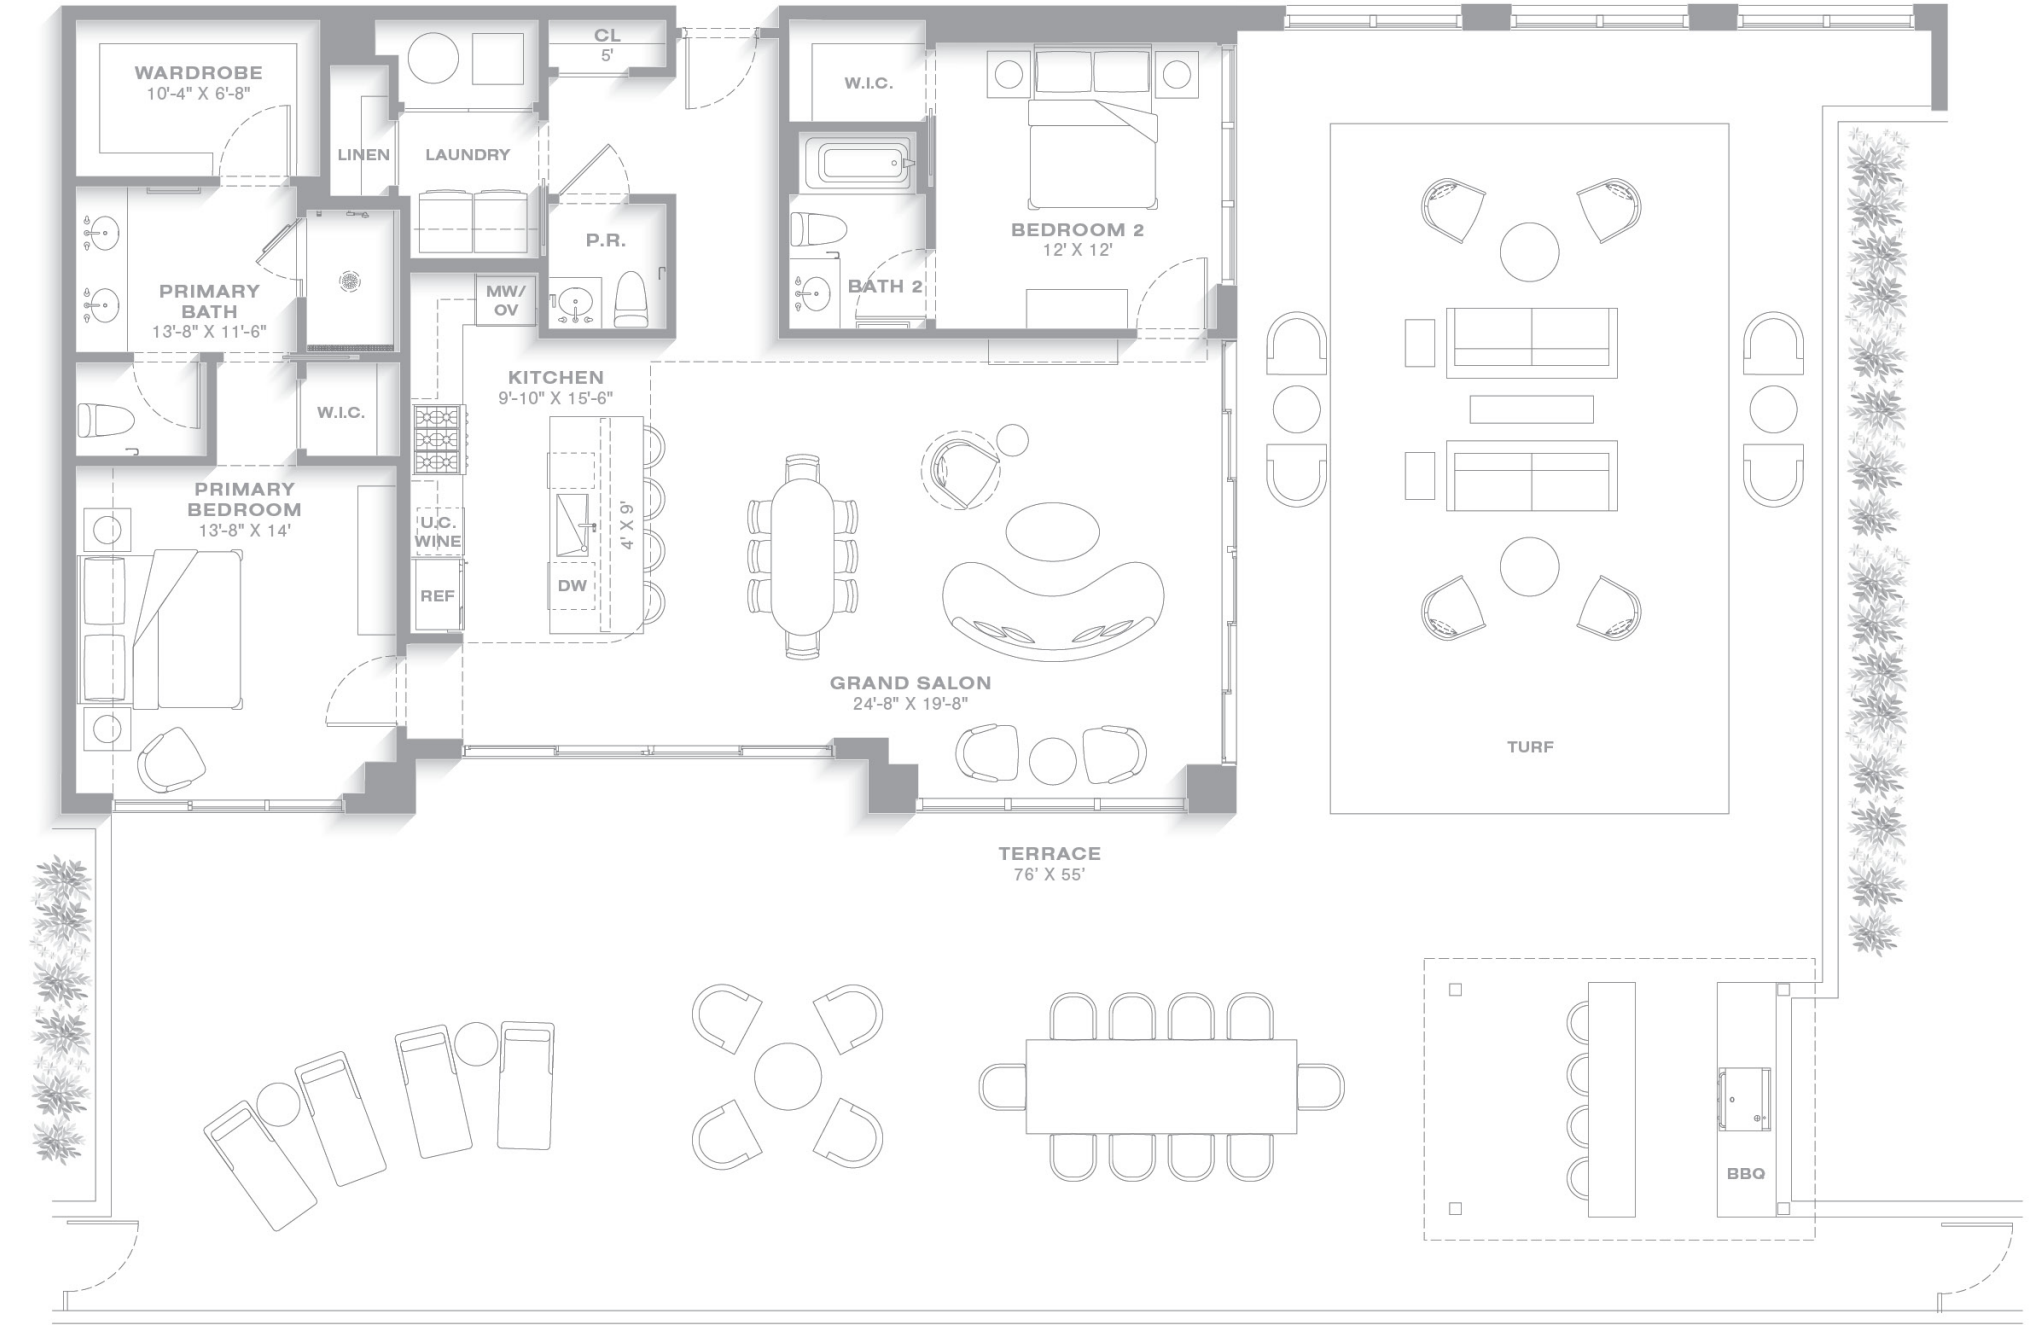 WARDROBE
10'-4" X 6'-8"
CL
5'
W.I.C.
LINEN
LAUNDRY
P.R.
BEDROOM 2
12' X 12'
BATH 2
PRIMARY
BATH
13'-8" X 11'-6"
MW/
OV
KITCHEN
9'-10" X 15'-6"
W.I.C.
PRIMARY
BEDROOM
13'-8" X 14'
U.C.
WINE
4' X 9'
REF
DW
GRAND SALON
24'-8" X 19'-8"
TURF
TERRACE
76' X 55'
BBQ